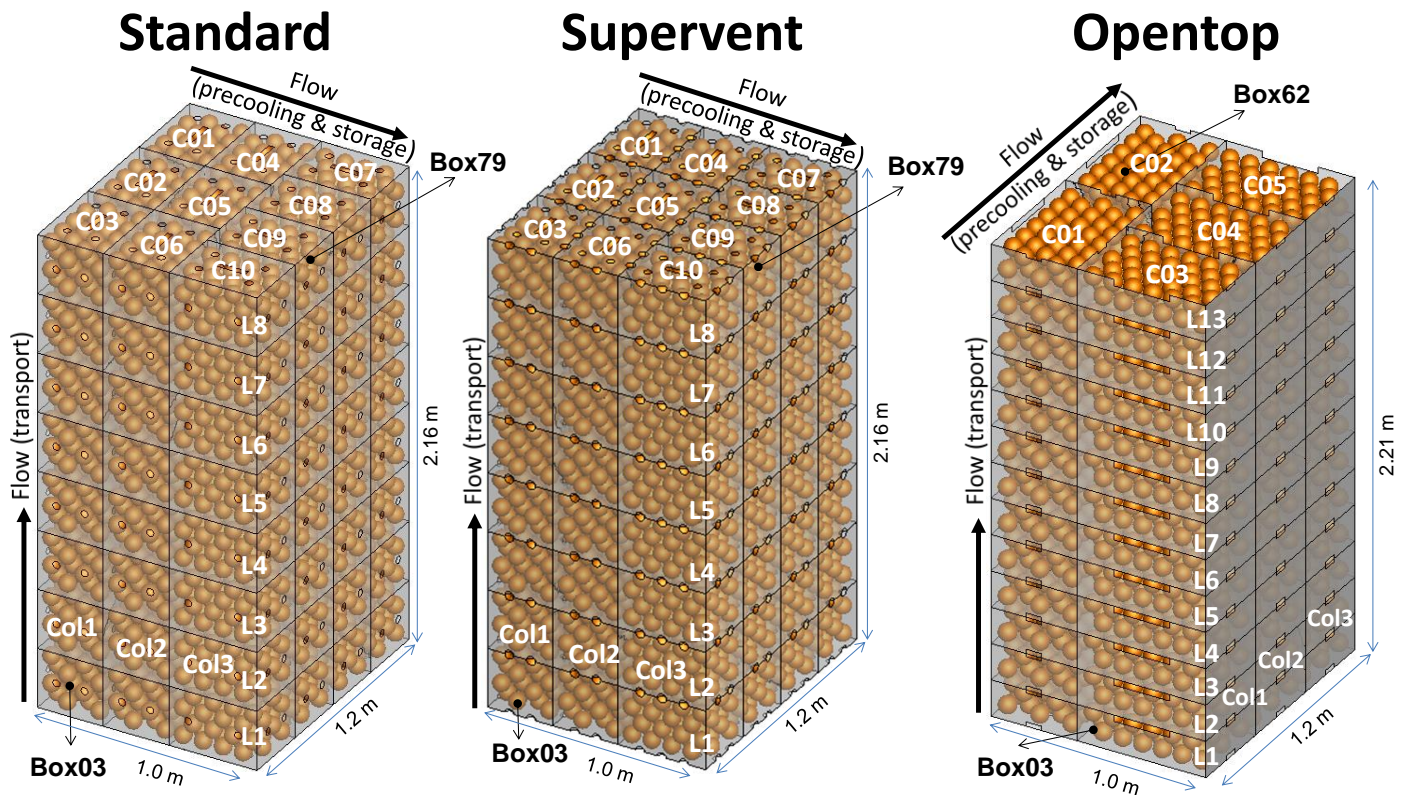 Standard
Flow
(precooling & storage)
C01
C04
C07
C02
C05
C08
C03
C06
C09
C10
Box79
L8
L7
L6
L5
L4
L3
L2
L1
Col1
Col2
Col3
Box03
Flow (transport)
2.16 m
1.2 m
1.0 m
Supervent
Flow
(precooling & storage)
C01
C04
C07
C02
C05
C08
C03
C06
C09
C10
Box79
L8
L7
L6
L5
L4
L3
L2
L1
Col1
Col2
Col3
Box03
Flow (transport)
2.16 m
1.2 m
1.0 m
Opentop
Flow
(precooling & storage)
Box62
C02
C05
C01
C04
C03
L13
L12
L11
L10
L9
L8
L7
L6
L5
L4
L3
L2
L1
Col1
Col2
Col3
Box03
Flow (transport)
2.21 m
1.2 m
1.0 m